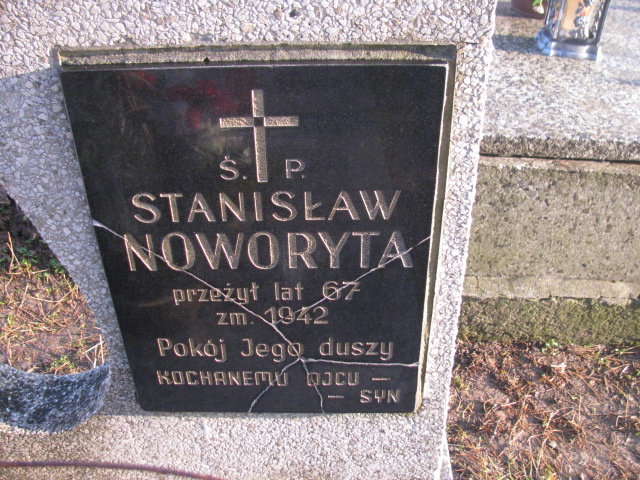 Ś. P.
STANISŁAW
NOWORYTA
przeżył lat 67
zm. 1942
Pokój Jego duszy
KOCHANEMU OJCU —
— SYN